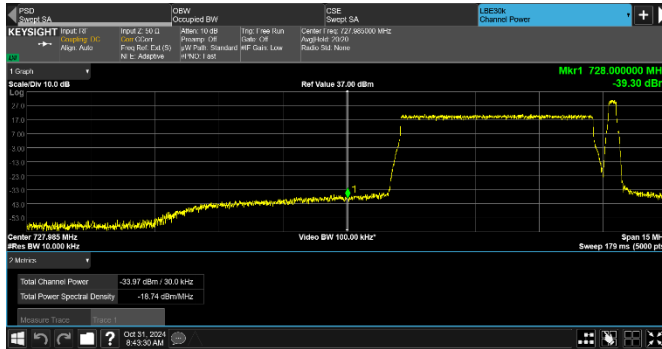 PSD
Swept SA
OBW
Occupied BW
CSE
Swept SA
LBE30k
Channel Power
KEYSIGHT Input: RF
Coupling: DC
Align: Auto
Input Z: 50 Ω
Corr CCorr
Freq Ref: Ext (S)
NFE: Adaptive
Atten: 10 dB
Preamp: Off
µW Path: Standard
#PNO: Fast
Trig: Free Run
Gate: Off
#IF Gain: Low
Center Freq: 727.985000 MHz
Avg|Hold: 20/20
Radio Std: None
1 Graph
Mkr1 728.000000 MH
-39.30 dBr
Scale/Div 10.0 dB
Ref Value 37.00 dBm
Log
27.0
17.0
7.00
-3.00
-13.0
-23.0
-33.0
-43.0
-53.0
1
Center 727.985 MHz
#Res BW 10.000 kHz
Video BW 100.00 kHz*
Span 15 MH
Sweep 179 ms (5000 pts
2 Metrics
Total Channel Power
-33.97 dBm / 30.0 kHz
Total Power Spectral Density
-18.74 dBm/MHz
Measure Trace
Trace 1
Oct 31, 2024
8:43:30 AM